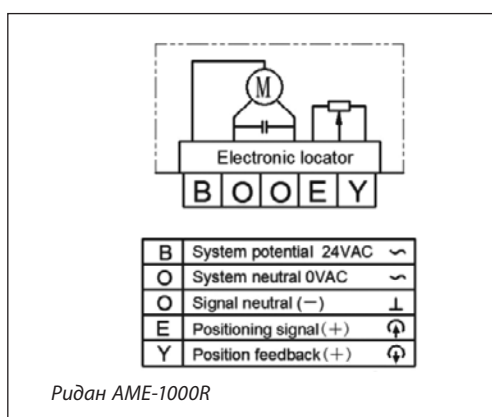 M
Electronic locator
B O O E Y
B System potential 24VAC ∽
O System neutral 0VAC ∽
O Signal neutral (—) ⊥
E Positioning signal(+)
Y Position feedback(+)
Ридан AME-1000R